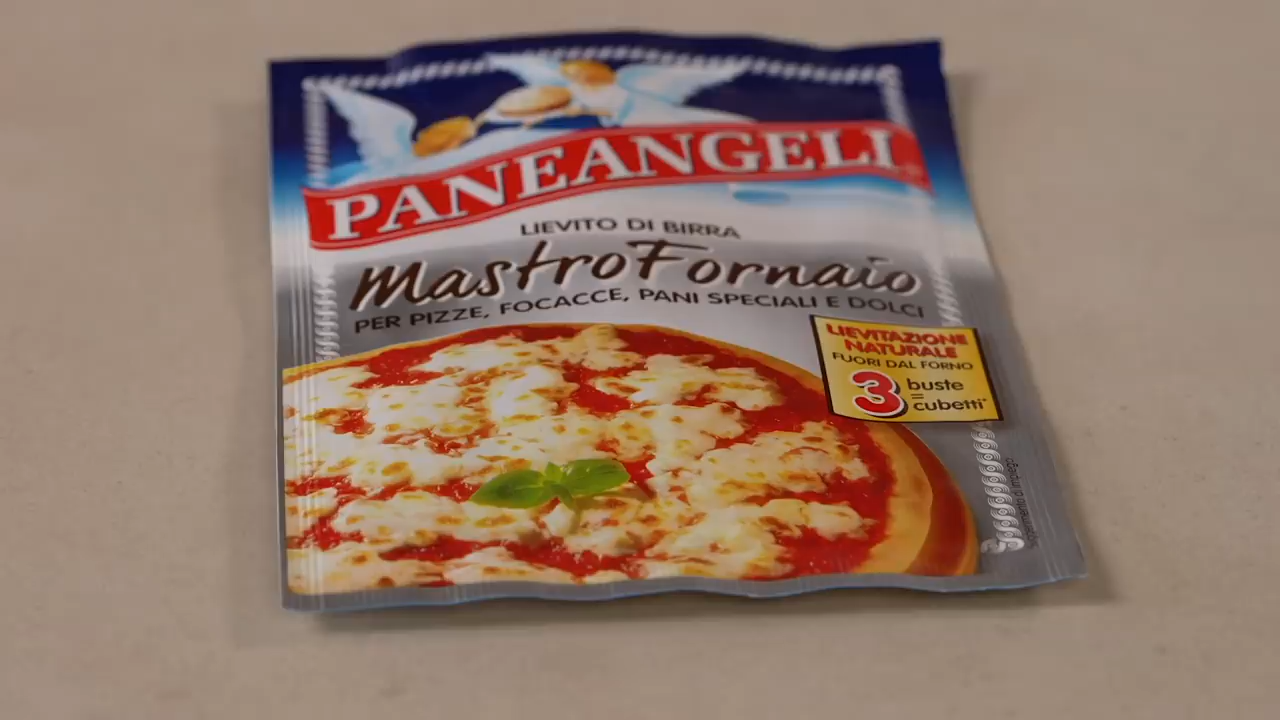 PANEANGELI
LIEVITO DI BIRRA
MastroFornaio
PER PIZZE, FOCACCE, PANI SPECIALI E DOLCI
LIEVITAZIONE
NATURALE
FUORI DAL FORNO
3 buste
=
cubetti*